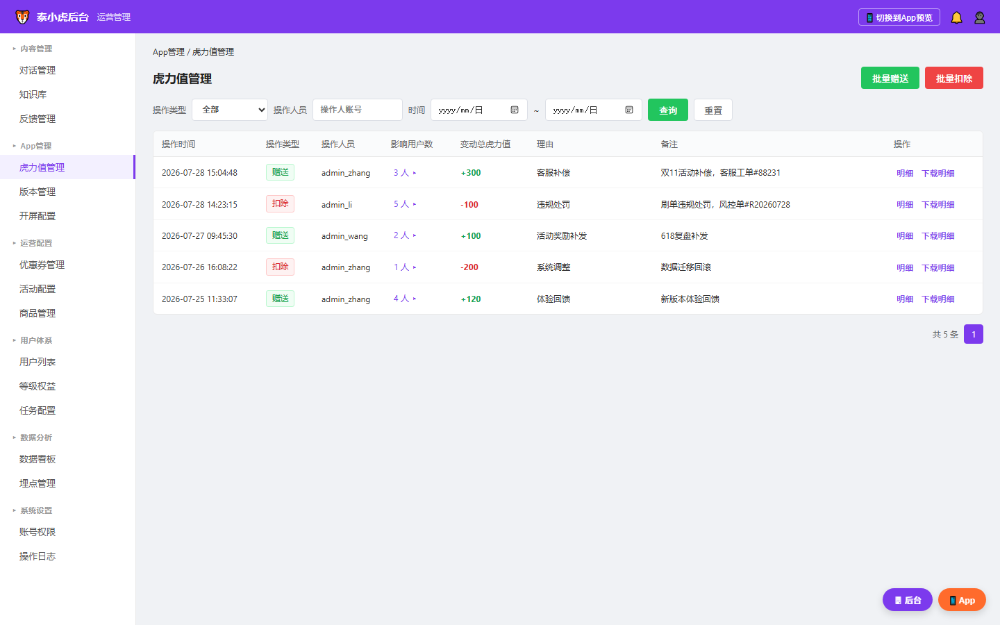 泰小虎后台 运营管理 切换到App预览
内容管理
对话管理
知识库
反馈管理
App管理
虎力值管理
版本管理
开屏配置
运营配置
优惠券管理
活动配置
商品管理
用户体系
用户列表
等级权益
任务配置
数据分析
数据看板
埋点管理
系统设置
账号权限
操作日志
App管理 / 虎力值管理
虎力值管理 批量赠送 批量扣除
操作类型 全部 操作人员 操作人账号 时间 yyyy/mm/日 ~ yyyy/mm/日 查询 重置
操作时间 操作类型 操作人员 影响用户数 变动总虎力值 理由 备注 操作
2026-07-28 15:04:48 赠送 admin_zhang 3 人 +300 客服补偿 双11活动补偿，客服工单#88231 明细 下载明细
2026-07-28 14:23:15 扣除 admin_li 5 人 -100 违规处罚 刷单违规处罚，风控单#R20260728 明细 下载明细
2026-07-27 09:45:30 赠送 admin_wang 2 人 +100 活动奖励补发 618复盘补发 明细 下载明细
2026-07-26 16:08:22 扣除 admin_zhang 1 人 -200 系统调整 数据迁移回滚 明细 下载明细
2026-07-25 11:33:07 赠送 admin_zhang 4 人 +120 体验回馈 新版本体验回馈 明细 下载明细
共 5 条 1
后台 App